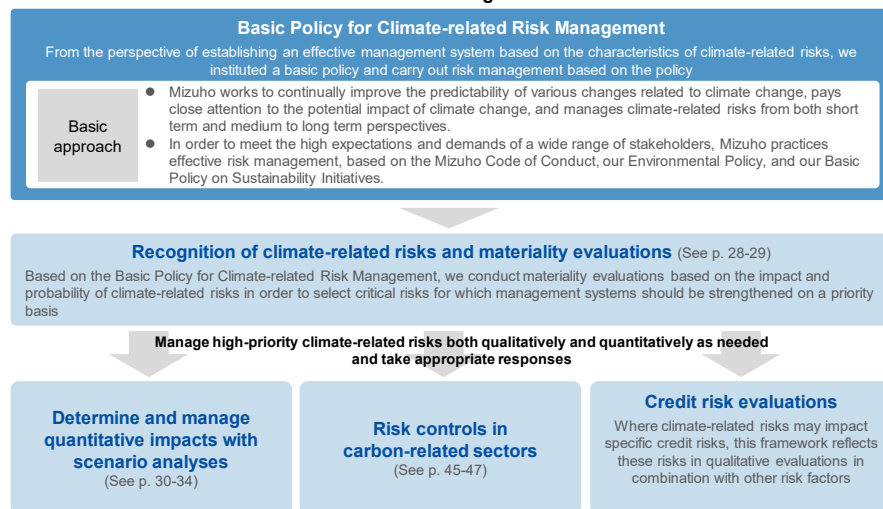 Basic Policy for Climate-related Risk Management
From the perspective of establishing an effective management system based on the characteristics of climate-related risks, we
instituted a basic policy and carry out risk management based on the policy
Basic
approach
● Mizuho works to continually improve the predictability of various changes related to climate change, pays
close attention to the potential impact of climate change, and manages climate-related risks from both short
term and medium to long term perspectives.
● In order to meet the high expectations and demands of a wide range of stakeholders, Mizuho practices
effective risk management, based on the Mizuho Code of Conduct, our Environmental Policy, and our Basic
Policy on Sustainability Initiatives.
Recognition of climate-related risks and materiality evaluations (See p. 28-29)
Based on the Basic Policy for Climate-related Risk Management, we conduct materiality evaluations based on the impact and
probability of climate-related risks in order to select critical risks for which management systems should be strengthened on a priority
basis
Manage high-priority climate-related risks both qualitatively and quantitatively as needed
and take appropriate responses
Determine and manage
quantitative impacts with
scenario analyses
(See p. 30-34)
Risk controls in
carbon-related sectors
(See p. 45-47)
Credit risk evaluations
Where climate-related risks may impact
specific credit risks, this framework reflects
these risks in qualitative evaluations in
combination with other risk factors